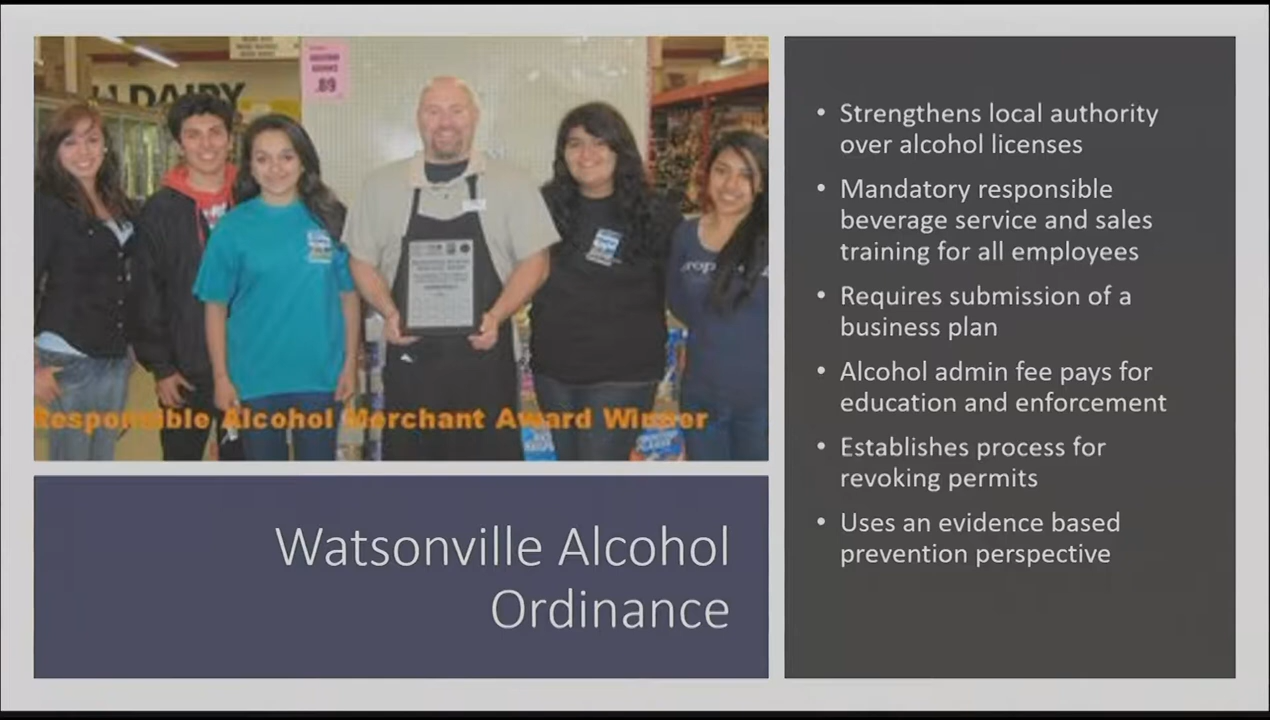 DAIRY
.89
Responsible Alcohol Merchant Award Winner
Watsonville Alcohol
Ordinance
• Strengthens local authority
over alcohol licenses
• Mandatory responsible
beverage service and sales
training for all employees
• Requires submission of a
business plan
• Alcohol admin fee pays for
education and enforcement
• Establishes process for
revoking permits
• Uses an evidence based
prevention perspective